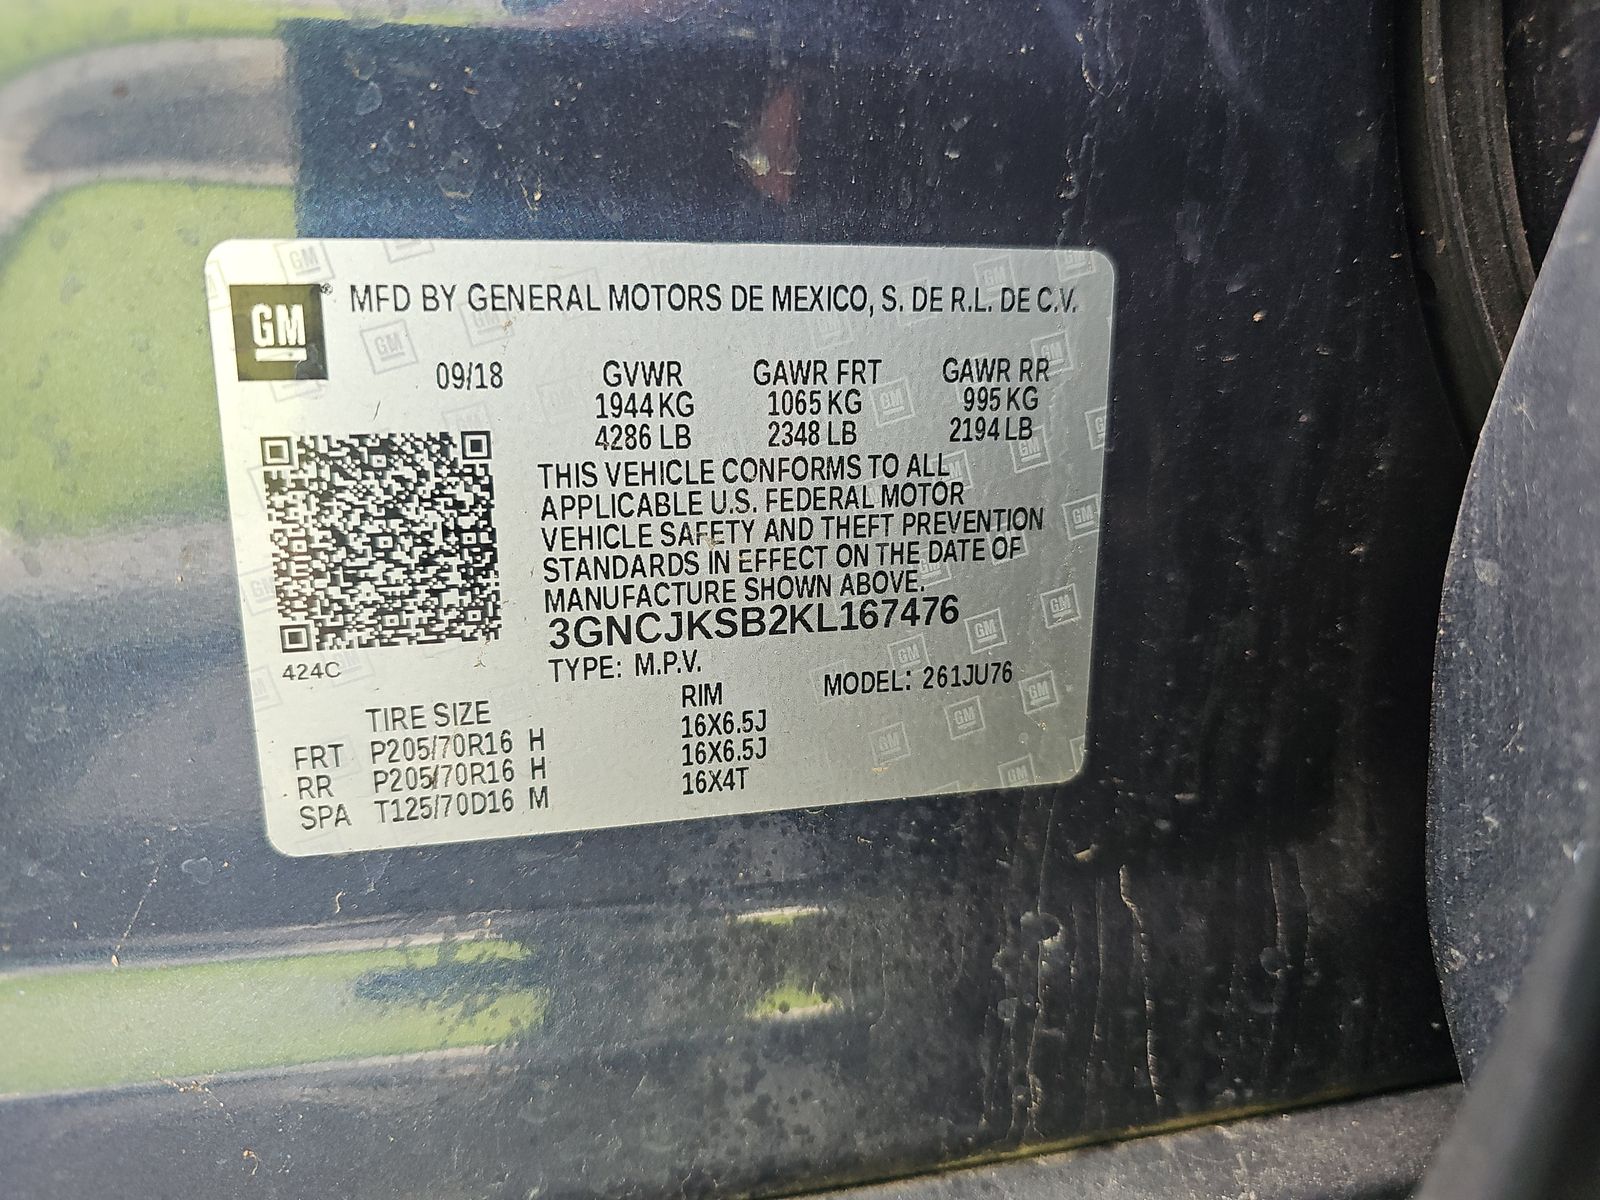 GM
MFD BY GENERAL MOTORS DE MEXICO, S. DE R.L. DE C.V.
09/18 GVWR GAWR FRT GAWR RR
1944 KG 1065 KG 995 KG
4286 LB 2348 LB 2194 LB
THIS VEHICLE CONFORMS TO ALL
APPLICABLE U.S. FEDERAL MOTOR
VEHICLE SAFETY AND THEFT PREVENTION
STANDARDS IN EFFECT ON THE DATE OF
MANUFACTURE SHOWN ABOVE.
3GNCJKSB2KL167476
424C
TYPE: M.P.V. MODEL: 261JU76
TIRE SIZE RIM
FRT P205/70R16 H 16X6.5J
RR P205/70R16 H 16X6.5J
SPA T125/70D16 M 16X4T